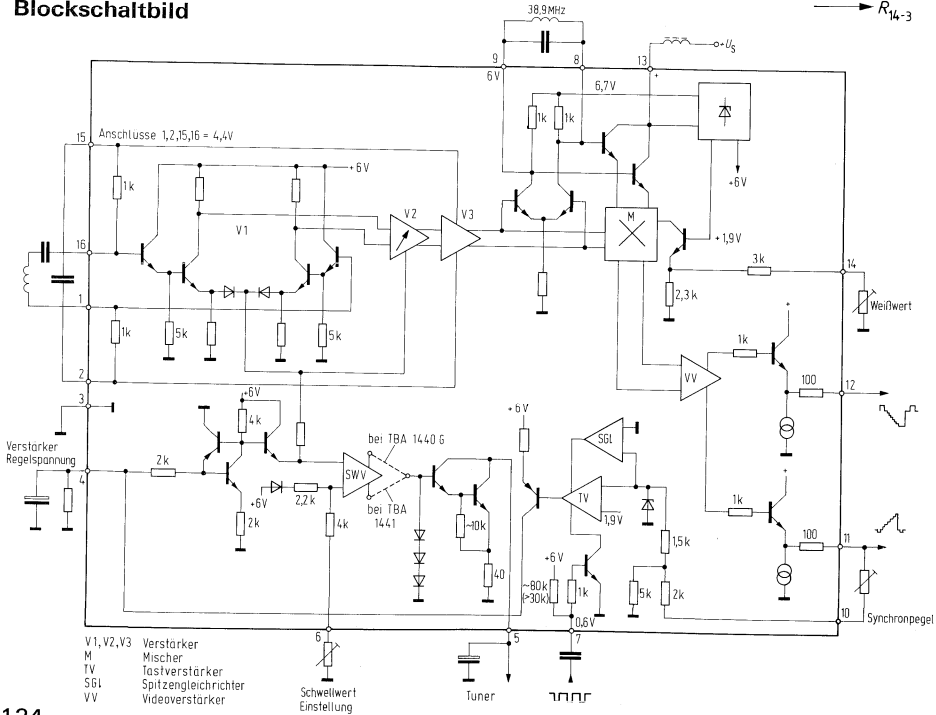 Blockschaltbild
R14-3
38,9MHz
+US
9
8
13
+
6V
6,7V
1k
1k
+6V
15
Anschlüsse 1,2,15,16 = 4,4V
+6V
1k
V1
V2
V3
M
+1,9V
16
3k
14
2,3k
Weißwert
1
1k
5k
5k
+
1k
VV
100
12
2
3
+6V
4k
+6V
bei TBA 1440 G
SGL
Verstärker
Regelspannung
4
2k
SWV
TV
1,9V
+
+6V
2,2k
bei TBA
1441
2k
4k
~10k
1k
100
11
1,5k
+6V
40
~80k
(>30k)
1k
5k
2k
10
Synchronpegel
0,6V
6
5
7
V1,V2,V3 Verstärker
M Mischer
TV Tastverstärker
SGL Spitzengleichrichter
VV Videoverstärker
Schwellwert
Einstellung
Tuner